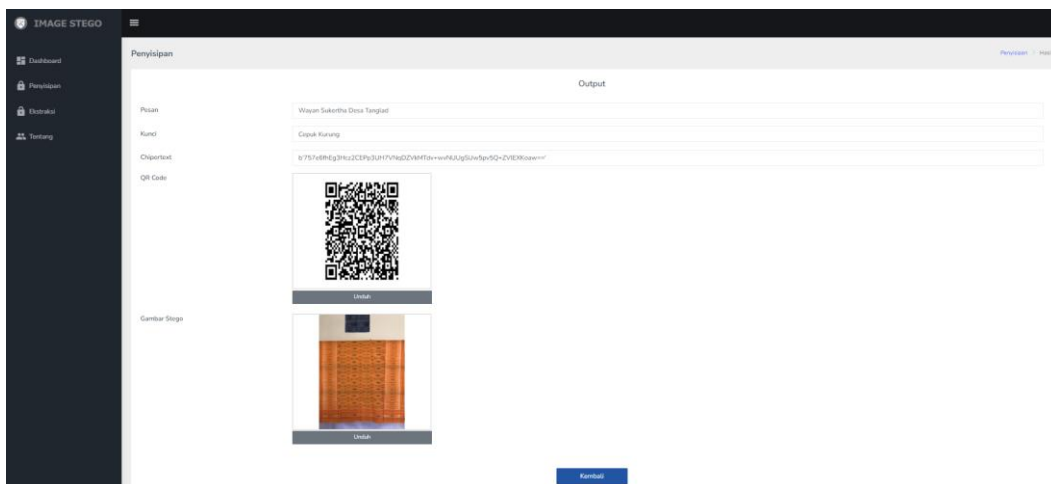 IMAGE STEGO
Dashboard
Penyisipan
Ekstraksi
Tentang
Penyisipan
Penyisipan /
Output
Pesan
Wayan Sukertha Desa Tanglad
Kunci
Cepuk Kurung
Chipertext
QR Code
Unduh
Gambar Stego
Unduh
Kembali